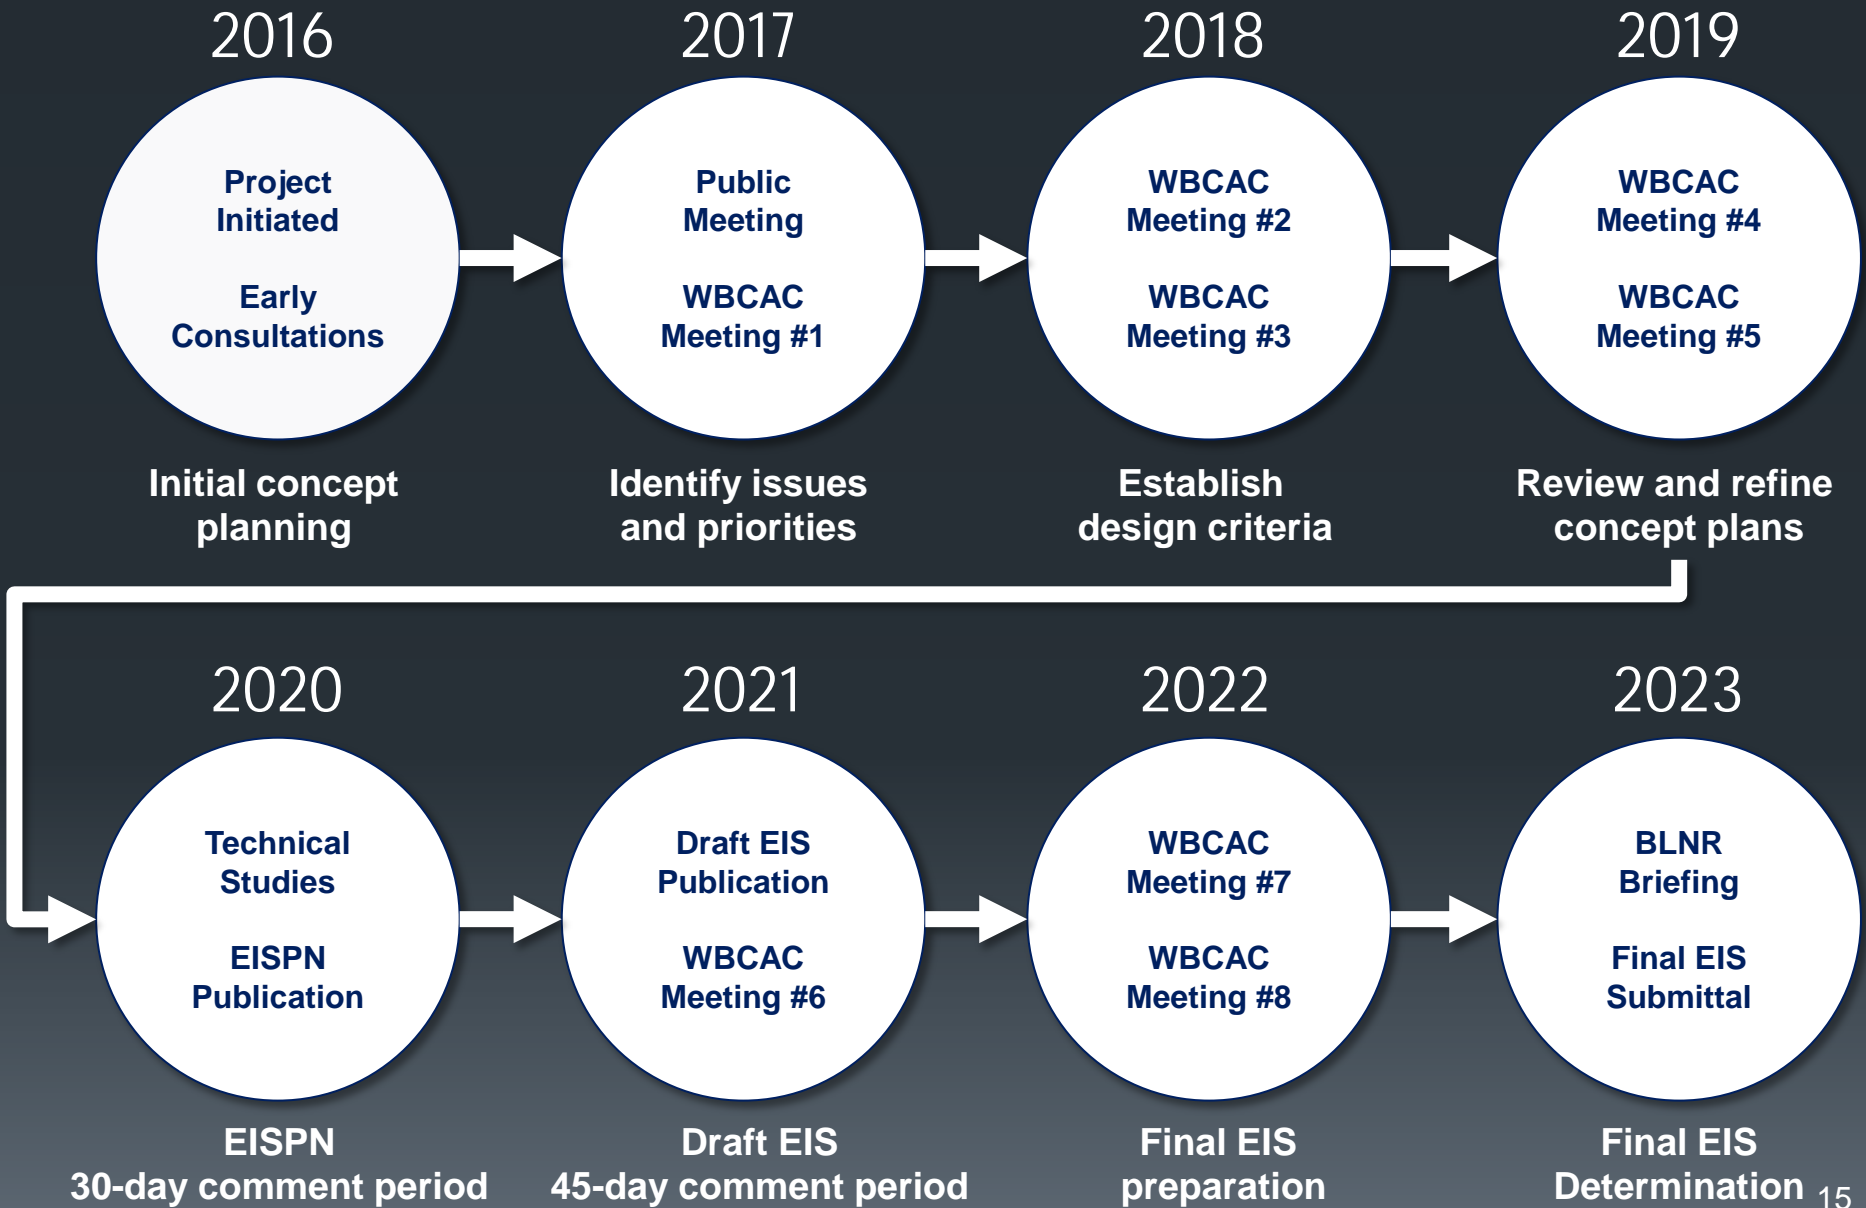 2016
Project
Initiated
Early
Consultations
Initial concept
planning
2017
Public
Meeting
WBCAC
Meeting #1
Identify issues
and priorities
2018
WBCAC
Meeting #2
WBCAC
Meeting #3
Establish
design criteria
2019
WBCAC
Meeting #4
WBCAC
Meeting #5
Review and refine
concept plans
2020
Technical
Studies
EISPN
Publication
EISPN
30-day comment period
2021
Draft EIS
Publication
WBCAC
Meeting #6
Draft EIS
45-day comment period
2022
WBCAC
Meeting #7
WBCAC
Meeting #8
Final EIS
preparation
2023
BLNR
Briefing
Final EIS
Submittal
Final EIS
Determination
15